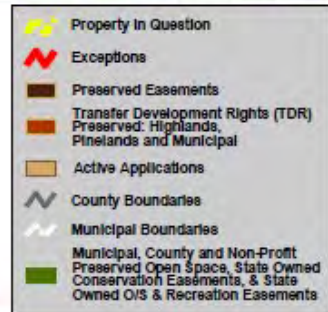 Property In Question
Exceptions
Preserved Easements
Transfer Development Rights (TDR)
Preserved: Highlands,
Pinelands and Municipal
Active Applications
County Boundaries
Municipal Boundaries
Municipal, County and Non-Profit
Preserved Open Space, State Owned
Conservation Easements, & State
Owned O/S & Recreation Easements